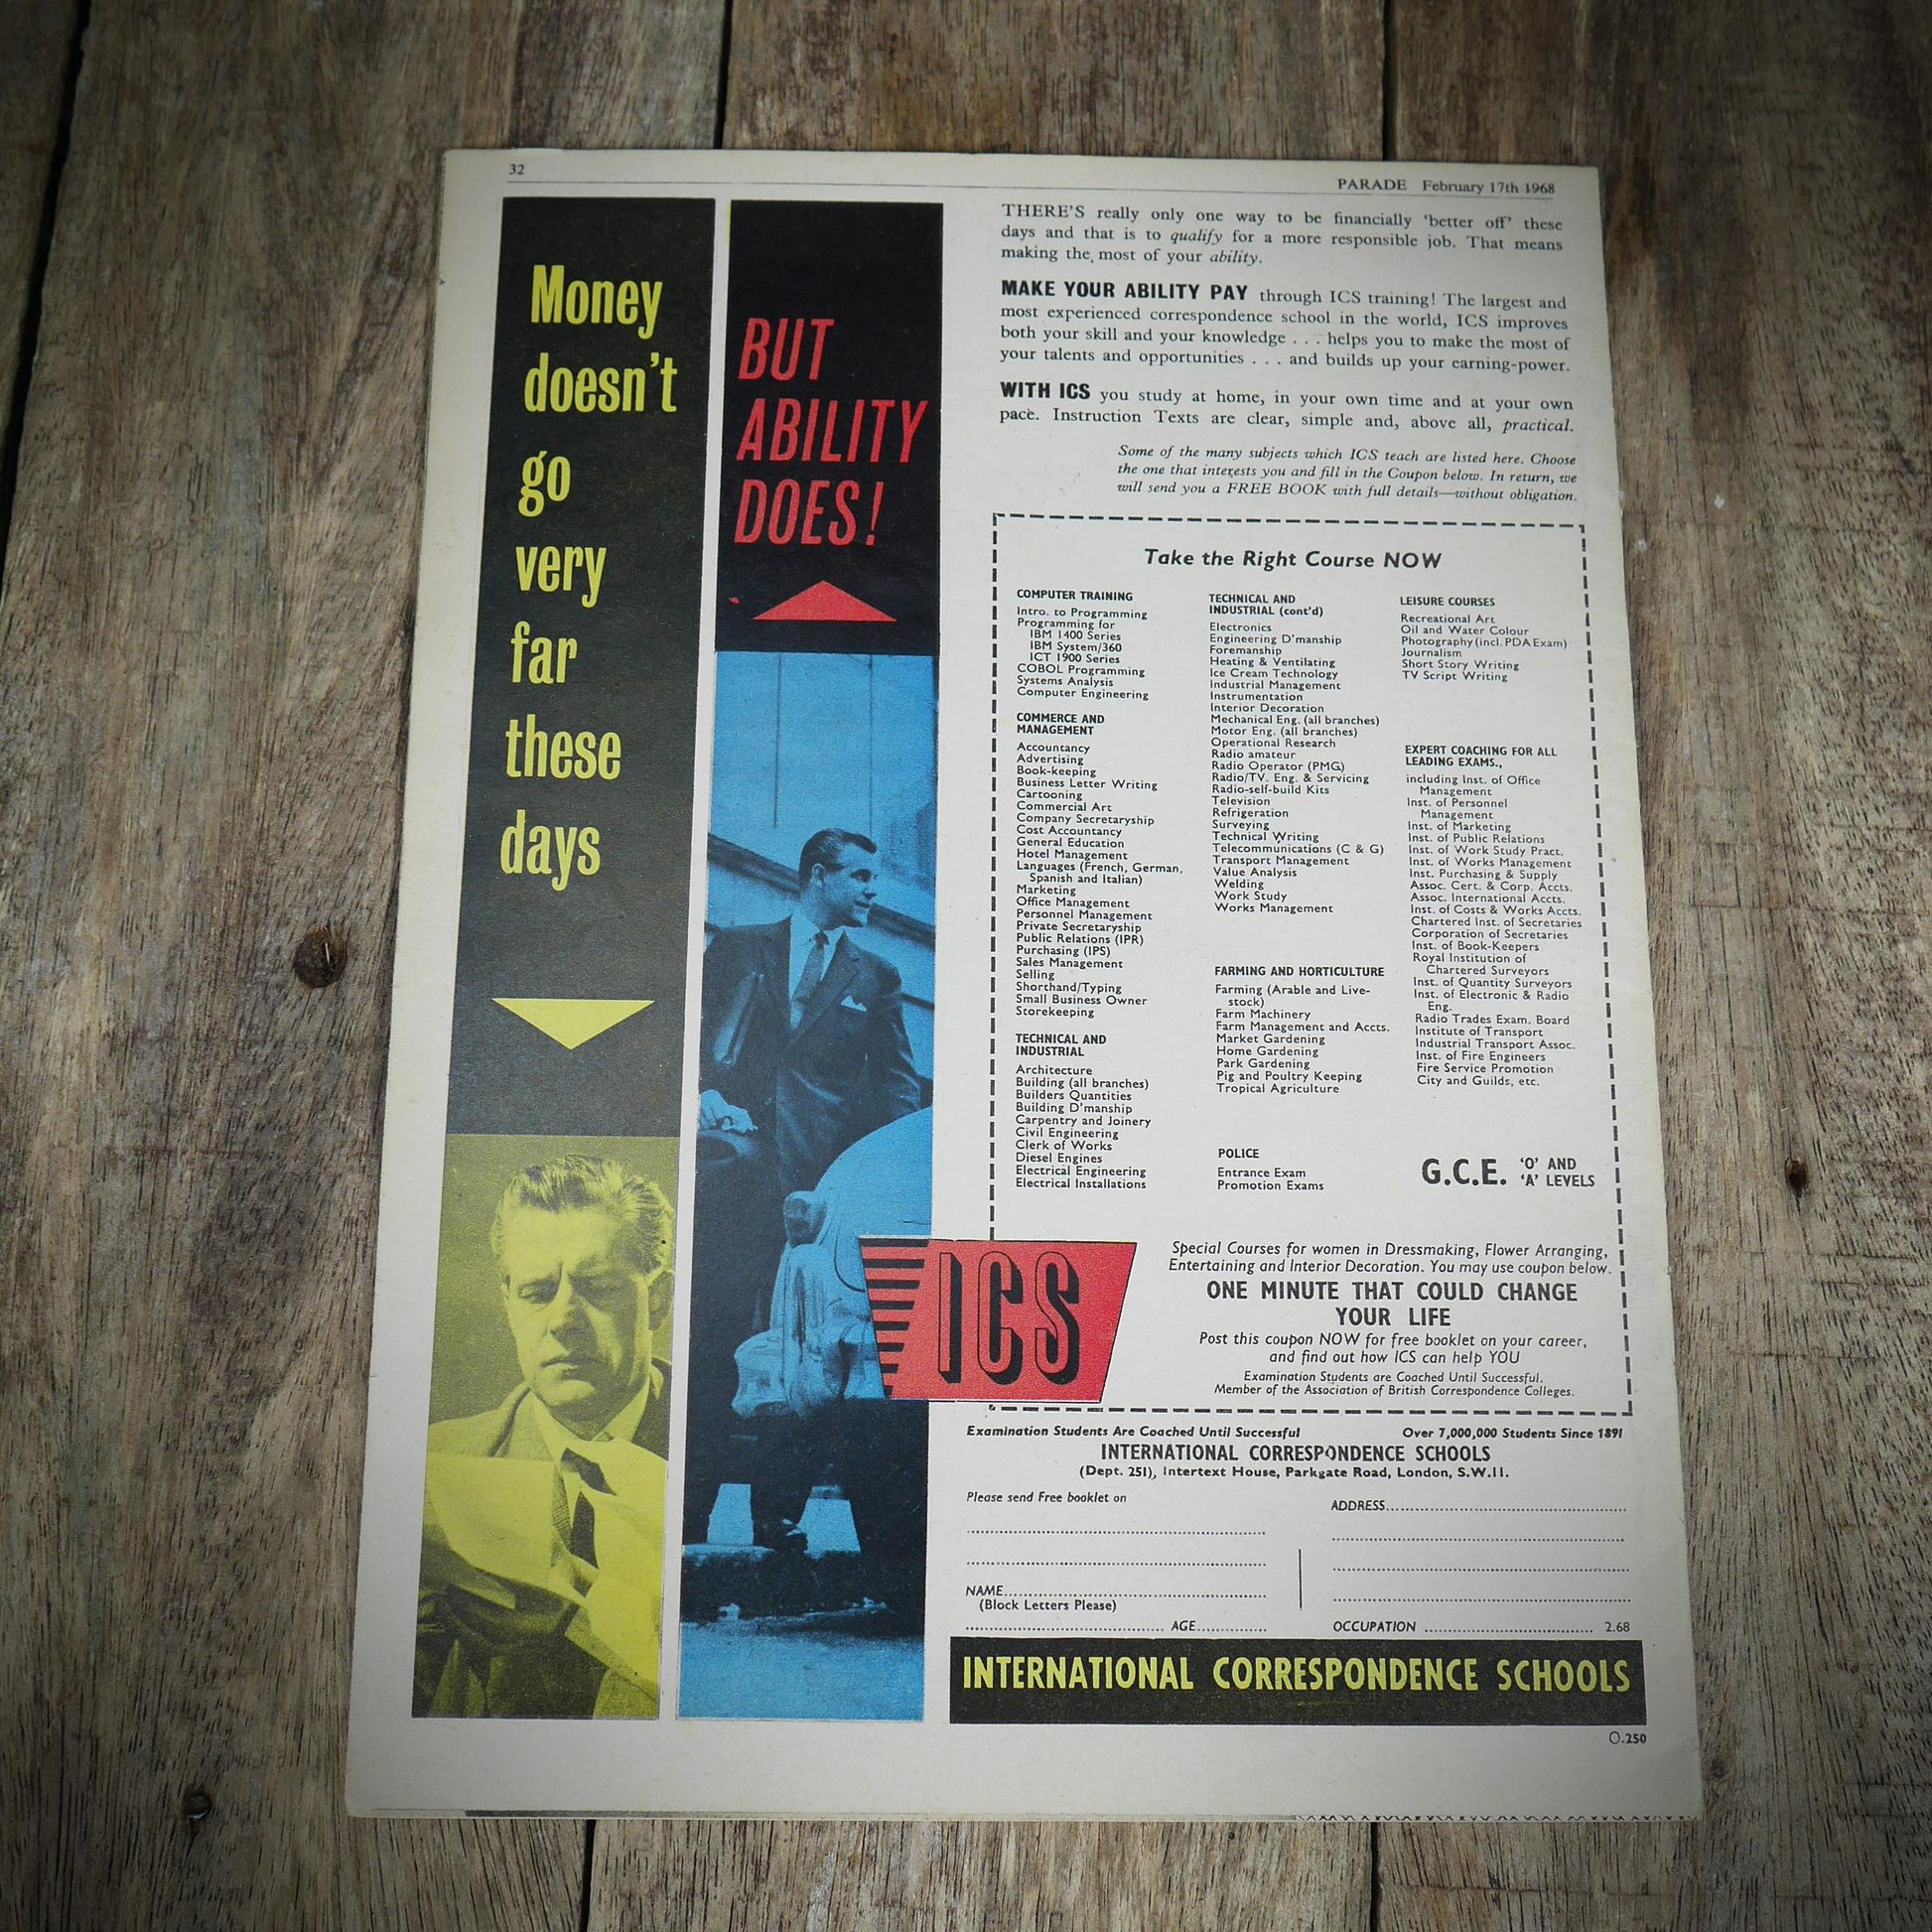 32
PARADE February 17th 1968
Money
doesn't
go
very
far
these
days
BUT
ABILITY
DOES!
THERE'S really only one way to be financially 'better off' these
days and that is to qualify for a more responsible job. That means
making the most of your ability.
MAKE YOUR ABILITY PAY through ICS training! The largest and
most experienced correspondence school in the world, ICS improves
both your skill and your knowledge . . . helps you to make the most of
your talents and opportunities . . . and builds up your earning-power.
WITH ICS you study at home, in your own time and at your own
pace. Instruction Texts are clear, simple and, above all, practical.
Some of the many subjects which ICS teach are listed here. Choose
the one that interests you and fill in the Coupon below. In return, we
will send you a FREE BOOK with full details—without obligation.
Take the Right Course NOW
COMPUTER TRAINING
Intro. to Programming
Programming for
IBM 1400 Series
IBM System/360
ICT 1900 Series
COBOL Programming
Systems Analysis
Computer Engineering
COMMERCE AND
MANAGEMENT
Accountancy
Advertising
Book-keeping
Business Letter Writing
Cartooning
Commercial Art
Company Secretaryship
Cost Accountancy
General Education
Hotel Management
Languages (French, German,
Spanish and Italian)
Marketing
Office Management
Personnel Management
Private Secretaryship
Public Relations (IPR)
Purchasing (IPS)
Sales Management
Selling
Shorthand/Typing
Small Business Owner
Storekeeping
TECHNICAL AND
INDUSTRIAL
Architecture
Building (all branches)
Builders Quantities
Building D'manship
Carpentry and Joinery
Civil Engineering
Clerk of Works
Diesel Engines
Electrical Engineering
Electrical Installations
TECHNICAL AND
INDUSTRIAL (cont'd)
Electronics
Engineering D'manship
Foremanship
Heating & Ventilating
Ice Cream Technology
Industrial Management
Instrumentation
Interior Decoration
Mechanical Eng. (all branches)
Motor Eng. (all branches)
Operational Research
Radio amateur
Radio Operator (PMG)
Radio/TV. Eng. & Servicing
Radio-self-build Kits
Television
Refrigeration
Surveying
Technical Writing
Telecommunications (C & G)
Transport Management
Value Analysis
Welding
Work Study
Works Management
FARMING AND HORTICULTURE
Farming (Arable and Live-
stock)
Farm Machinery
Farm Management and Accts.
Market Gardening
Home Gardening
Park Gardening
Pig and Poultry Keeping
Tropical Agriculture
POLICE
Entrance Exam
Promotion Exams
LEISURE COURSES
Recreational Art
Oil and Water Colour
Photography (incl. PDA Exam)
Journalism
Short Story Writing
TV Script Writing
EXPERT COACHING FOR ALL
LEADING EXAMS.,
including Inst. of Office
Management
Inst. of Personnel
Management
Inst. of Marketing
Inst. of Public Relations
Inst. of Work Study Pract.
Inst. of Works Management
Inst. Purchasing & Supply
Assoc. Cert. & Corp. Accts.
Assoc. International Accts.
Inst. of Costs & Works Accts.
Chartered Inst. of Secretaries
Corporation of Secretaries
Inst. of Book-Keepers
Royal Institution of
Chartered Surveyors
Inst. of Quantity Surveyors
Inst. of Electronic & Radio
Eng.
Radio Trades Exam. Board
Institute of Transport
Industrial Transport Assoc.
Inst. of Fire Engineers
Fire Service Promotion
City and Guilds, etc.
G.C.E. 'O' AND
'A' LEVELS
ICS
Special Courses for women in Dressmaking, Flower Arranging,
Entertaining and Interior Decoration. You may use coupon below.
ONE MINUTE THAT COULD CHANGE
YOUR LIFE
Post this coupon NOW for free booklet on your career,
and find out how ICS can help YOU
Examination Students are Coached Until Successful.
Member of the Association of British Correspondence Colleges.
Examination Students Are Coached Until Successful Over 7,000,000 Students Since 1891
INTERNATIONAL CORRESPONDENCE SCHOOLS
(Dept. 251), Intertext House, Parkgate Road, London, S.W.11.
Please send Free booklet on
NAME
(Block Letters Please)
AGE
ADDRESS
OCCUPATION 2.68
INTERNATIONAL CORRESPONDENCE SCHOOLS
O.250